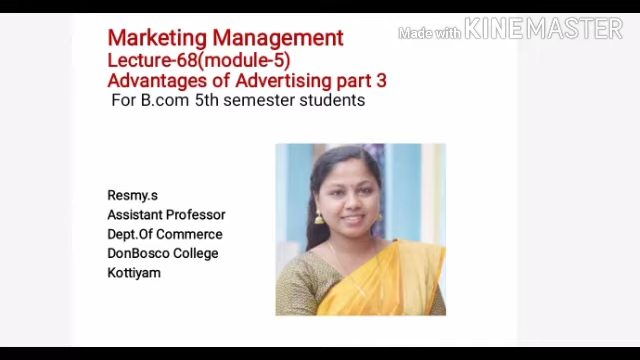 Made with KINEMASTER
Marketing Management
Lecture-68(module-5)
Advantages of Advertising part 3
For B.com 5th semester students
Resmy.s
Assistant Professor
Dept.Of Commerce
DonBosco College
Kottiyam